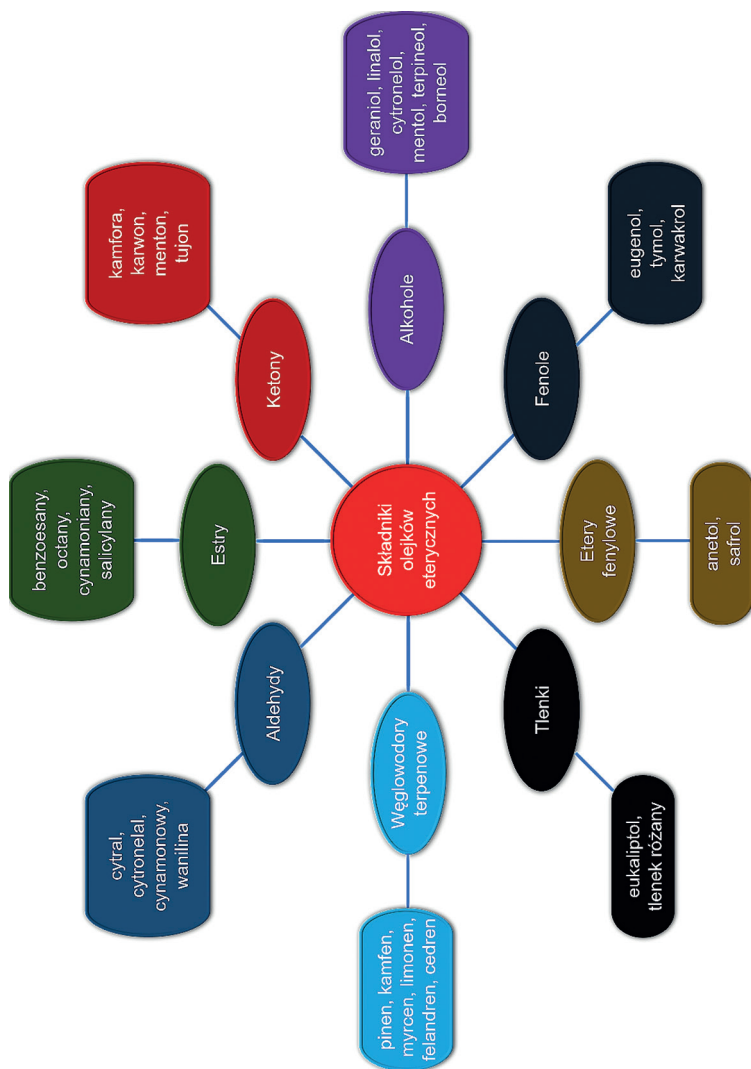 Składniki
olejków
eterycznych
Węglowodory
terpenowe
pinen, kamfen,
myrcen, limonen,
felandren, cedren
Aldehydy
cytral,
cytronelal,
cynamonowy,
wanilina
Estry
benzoesany,
octany,
cynamoniany,
salicylany
Ketony
kamfora,
karwon,
menton,
tujon
Alkohole
geraniol, linalol,
cytronelol,
mentol, terpineol,
borneol
Fenole
eugenol,
tymol,
karwakrol
Etery
fenylowe
anetol,
safrol
Tlenki
eukaliptol,
tlenek różany